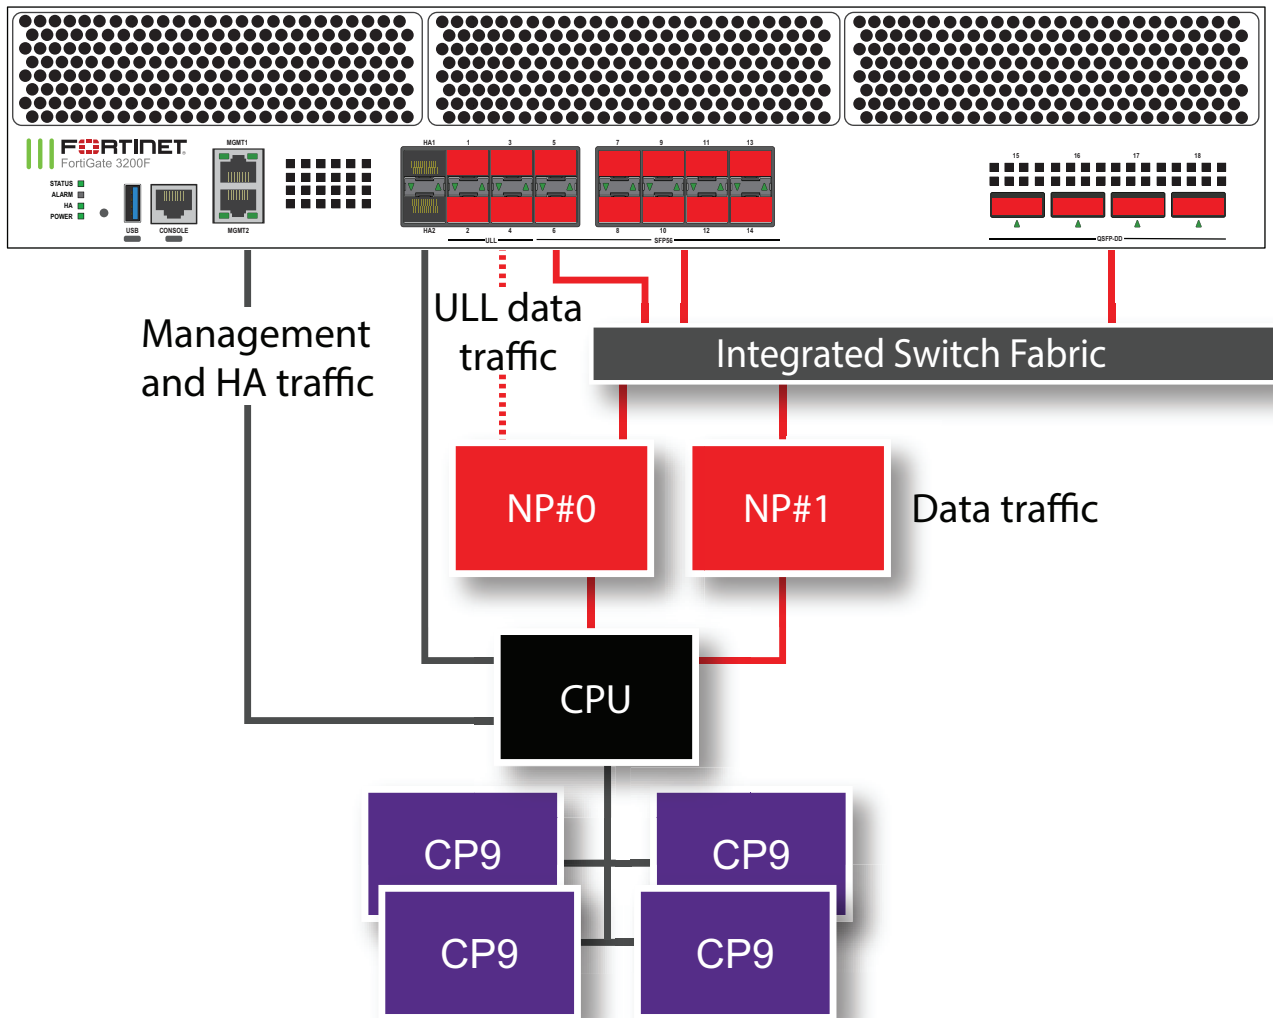 FORTINET
FortiGate 3200F
STATUS
ALARM
HA
POWER
USB
CONSOLE
MGMT1
MGMT2
HA1 1 3 5 7 9 11 13
HA2 2 4 6 8 10 12 14
ULL
SFP56
15 16 17 18
QSFP-DD
Management
and HA traffic
ULL data
traffic
Integrated Switch Fabric
NP#0
NP#1
Data traffic
CPU
CP9
CP9
CP9
CP9